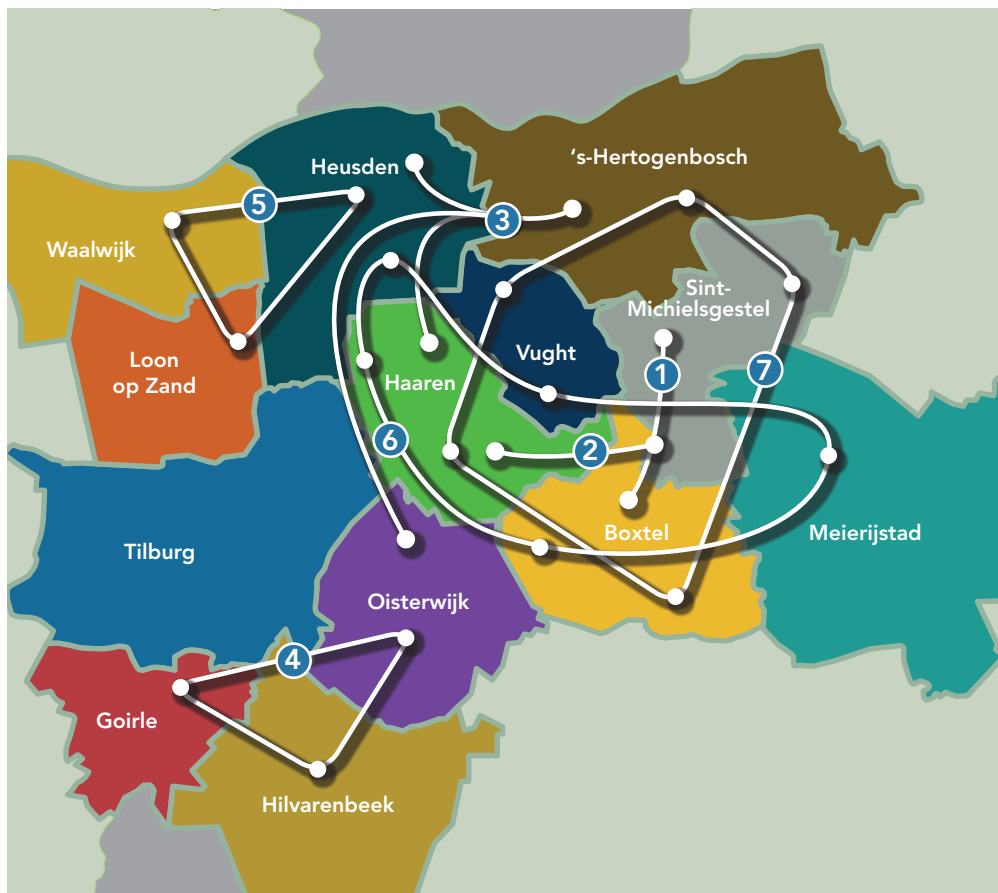 Heusden
‘s-Hertogenbosch
5
3
Waalwijk
Sint-
Michielsgestel
Loon
op Zand
Vught
Haaren
1
7
6
2
Tilburg
Boxtel
Meierijstad
Oisterwijk
4
Goirle
Hilvarenbeek